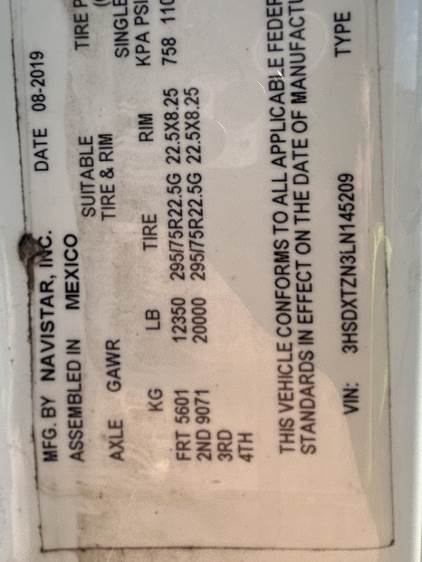 MFG. BY NAVISTAR, INC. DATE 08-2019
ASSEMBLED IN MEXICO
SUITABLE TIRE P
AXLE GAWR TIRE & RIM SINGLE
KG LB TIRE RIM KPA PSI
FRT 5601 12350 295/75R22.5G 22.5X8.25 758 110
2ND 9071 20000 295/75R22.5G 22.5X8.25
3RD
4TH
THIS VEHICLE CONFORMS TO ALL APPLICABLE FEDER
STANDARDS IN EFFECT ON THE DATE OF MANUFACTU
VIN: 3HSDXTZN3LN145209 TYPE